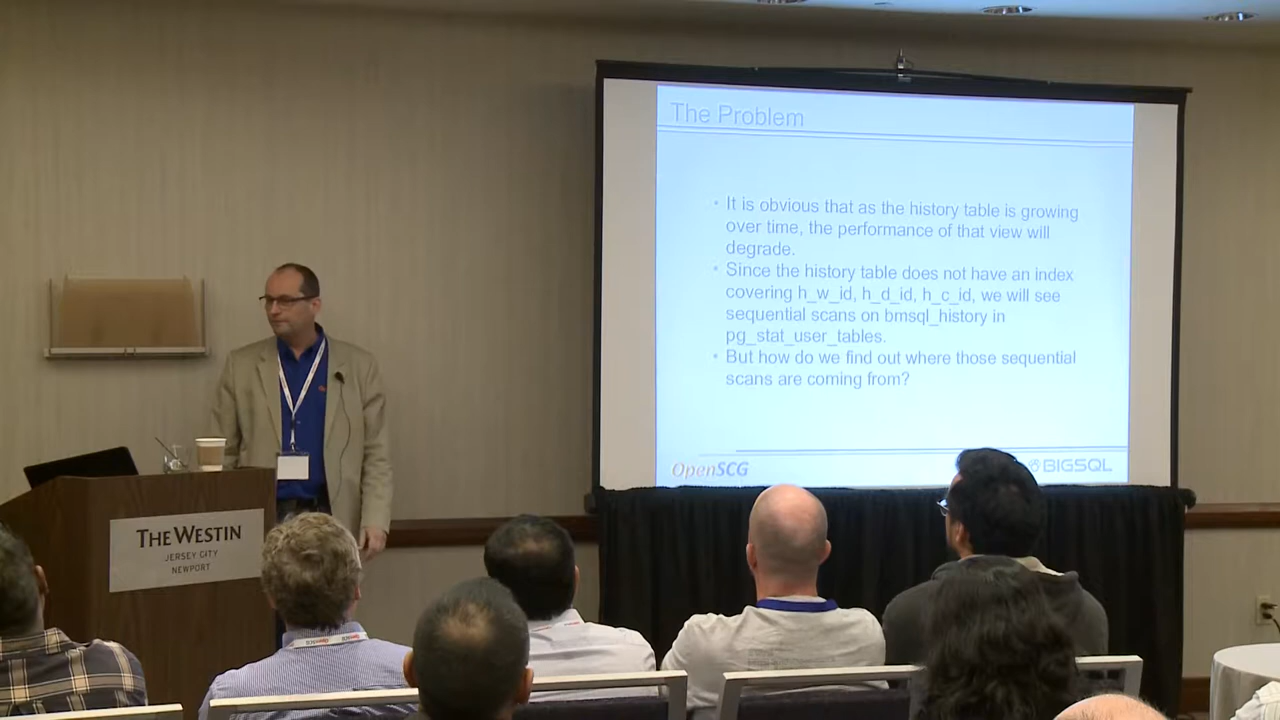 The Problem
• It is obvious that as the history table is growing
over time, the performance of that view will
degrade.
• Since the history table does not have an index
covering h_w_id, h_d_id, h_c_id, we will see
sequential scans on bmsql_history in
pg_stat_user_tables.
• But how do we find out where those sequential
scans are coming from?
OpenSCG
BIGSQL
THE WESTIN
JERSEY CITY
NEWPORT